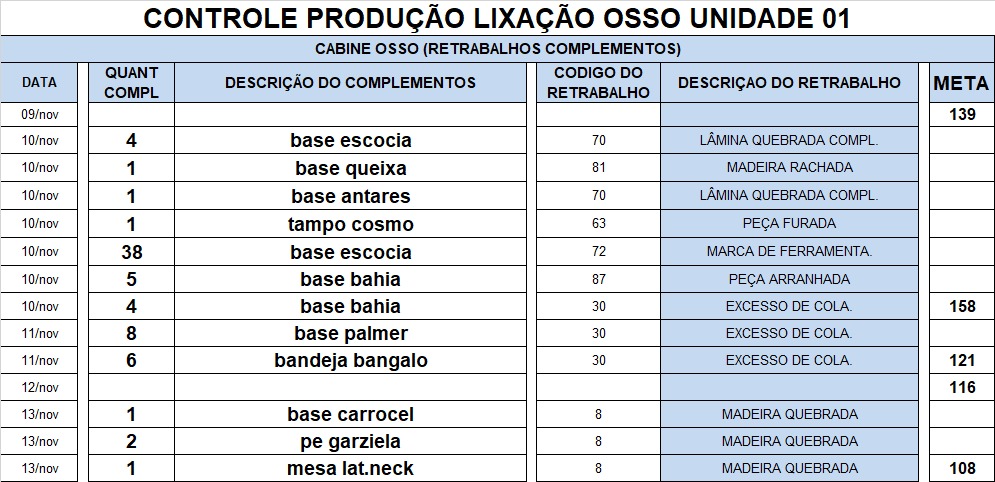 CONTROLE PRODUÇÃO LIXAÇÃO OSSO UNIDADE 01
CABINE OSSO (RETRABALHOS COMPLEMENTOS)
DATA QUANT COMPL DESCRIÇÃO DO COMPLEMENTOS CODIGO DO RETRABALHO DESCRIÇAO DO RETRABALHO META
09/nov 139
10/nov 4 base escocia 70 LÂMINA QUEBRADA COMPL.
10/nov 1 base queixa 81 MADEIRA RACHADA
10/nov 1 base antares 70 LÂMINA QUEBRADA COMPL.
10/nov 1 tampo cosmo 63 PEÇA FURADA
10/nov 38 base escocia 72 MARCA DE FERRAMENTA.
10/nov 5 base bahia 87 PEÇA ARRANHADA
10/nov 4 base bahia 30 EXCESSO DE COLA. 158
11/nov 8 base palmer 30 EXCESSO DE COLA.
11/nov 6 bandeja bangalo 30 EXCESSO DE COLA. 121
12/nov 116
13/nov 1 base carrocel 8 MADEIRA QUEBRADA
13/nov 2 pe garziela 8 MADEIRA QUEBRADA
13/nov 1 mesa lat.neck 8 MADEIRA QUEBRADA 108